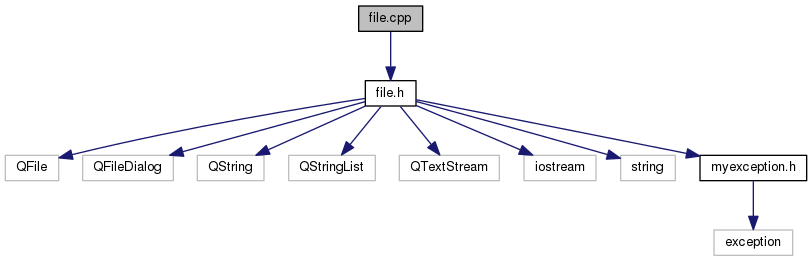 file.cpp
file.h
QFile
QFileDialog
QString
QStringList
QTextStream
iostream
string
myexception.h
exception